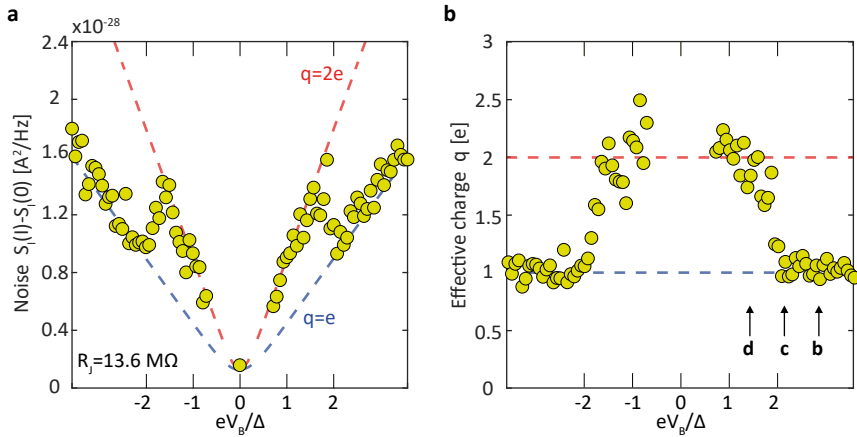 a
x10⁻²⁸
2.4
2
1.6
1.2
0.8
0.4
0
Noise S_I(I)-S_I(0) [A²/Hz]
q=2e
q=e
R_J=13.6 MΩ
-2 -1 0 1 2
eV_B/Δ
b
3
2.5
2
1.5
1
0.5
0
Effective charge q [e]
d c b
-2 -1 0 1 2
eV_B/Δ